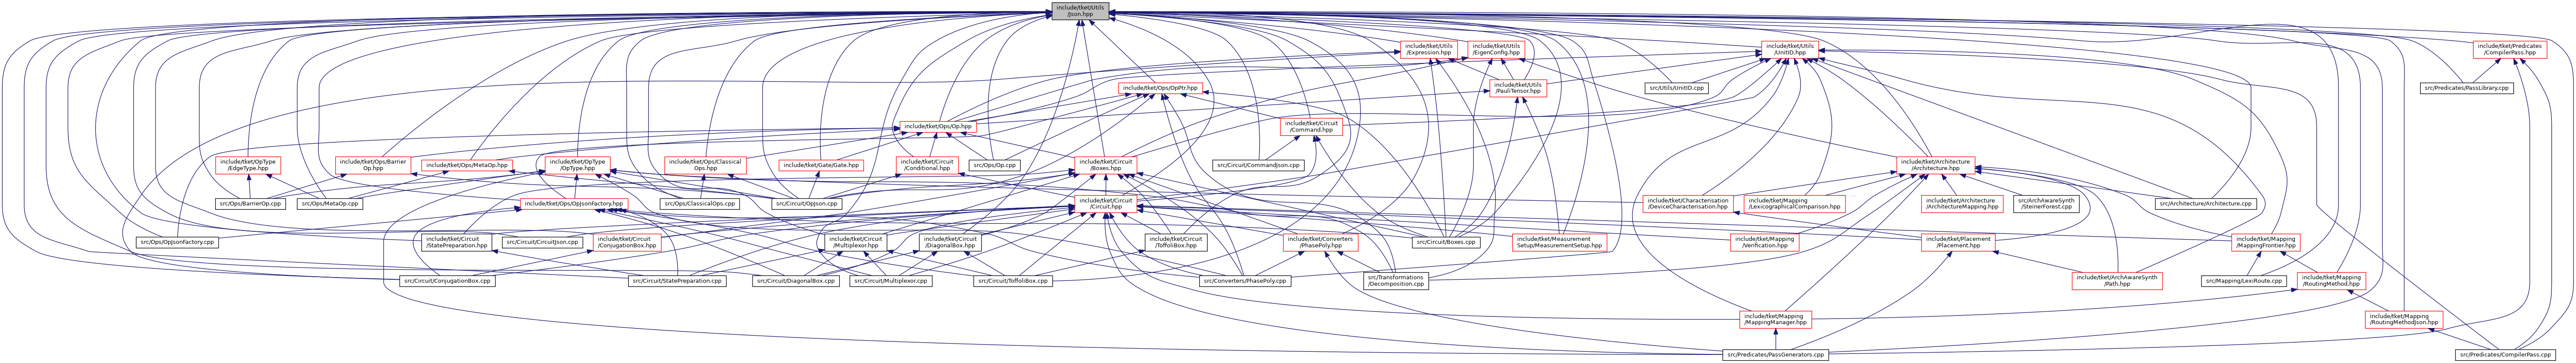 include/tket/Utils
/Json.hpp
include/tket/Utils
/Expression.hpp
include/tket/Utils
/EigenConfig.hpp
include/tket/Utils
/UnitID.hpp
include/tket/Predicates
/CompilerPass.hpp
include/tket/Ops/OpPtr.hpp
include/tket/Utils
/PauliTensor.hpp
src/Utils/UnitID.cpp
src/Predicates/PassLibrary.cpp
include/tket/Ops/Op.hpp
include/tket/Circuit
/Command.hpp
include/tket/OpType
/EdgeType.hpp
include/tket/Ops/Barrier
Op.hpp
include/tket/Ops/MetaOp.hpp
include/tket/OpType
/OpType.hpp
include/tket/Ops/Classical
Ops.hpp
include/tket/Gate/Gate.hpp
include/tket/Circuit
/Conditional.hpp
src/Ops/Op.cpp
include/tket/Circuit
/Boxes.hpp
src/Circuit/CommandJson.cpp
include/tket/Architecture
/Architecture.hpp
src/Ops/BarrierOp.cpp
src/Ops/MetaOp.cpp
include/tket/Ops/OpJsonFactory.hpp
src/Ops/ClassicalOps.cpp
src/Circuit/OpJson.cpp
include/tket/Circuit
/Circuit.hpp
include/tket/Characterisation
/DeviceCharacterisation.hpp
include/tket/Mapping
/LexicographicalComparison.hpp
include/tket/Architecture
/ArchitectureMapping.hpp
src/ArchAwareSynth
/SteinerForest.cpp
src/Architecture/Architecture.cpp
src/Ops/OpJsonFactory.cpp
include/tket/Circuit
/StatePreparation.hpp
src/Circuit/CircuitJson.cpp
include/tket/Circuit
/ConjugationBox.hpp
include/tket/Circuit
/Multiplexor.hpp
include/tket/Circuit
/DiagonalBox.hpp
include/tket/Circuit
/ToffoliBox.hpp
include/tket/Converters
/PhasePoly.hpp
src/Circuit/Boxes.cpp
include/tket/Measurement
Setup/MeasurementSetup.hpp
include/tket/Mapping
/Verification.hpp
include/tket/Placement
/Placement.hpp
include/tket/Mapping
/MappingFrontier.hpp
src/Circuit/ConjugationBox.cpp
src/Circuit/StatePreparation.cpp
src/Circuit/DiagonalBox.cpp
src/Circuit/Multiplexor.cpp
src/Circuit/ToffoliBox.cpp
src/Converters/PhasePoly.cpp
src/Transformations
/Decomposition.cpp
include/tket/ArchAwareSynth
/Path.hpp
src/Mapping/LexiRoute.cpp
include/tket/Mapping
/RoutingMethod.hpp
include/tket/Mapping
/MappingManager.hpp
include/tket/Mapping
/RoutingMethodJson.hpp
src/Predicates/PassGenerators.cpp
src/Predicates/CompilerPass.cpp